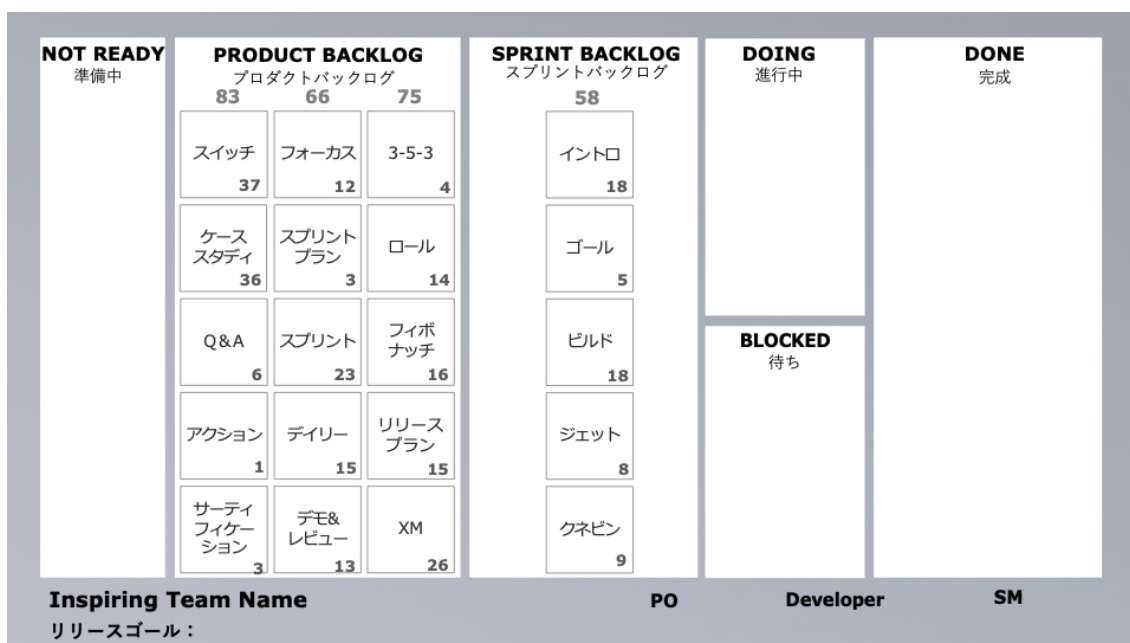 NOT READY
準備中
PRODUCT BACKLOG
プロダクトバックログ
83 66 75
スイッチ
37
フォーカス
12
3-5-3
4
ケース
スタディ
36
スプリント
プラン
3
ロール
14
Q&A
6
スプリント
23
フィボ
ナッチ
16
アクション
1
デイリー
15
リリース
プラン
15
サーティ
フィケー
ション
3
デモ&
レビュー
13
XM
26
SPRINT BACKLOG
スプリントバックログ
58
イントロ
18
ゴール
5
ビルド
18
ジェット
8
クネビン
9
DOING
進行中
BLOCKED
待ち
DONE
完成
Inspiring Team Name
PO
Developer
SM
リリースゴール：